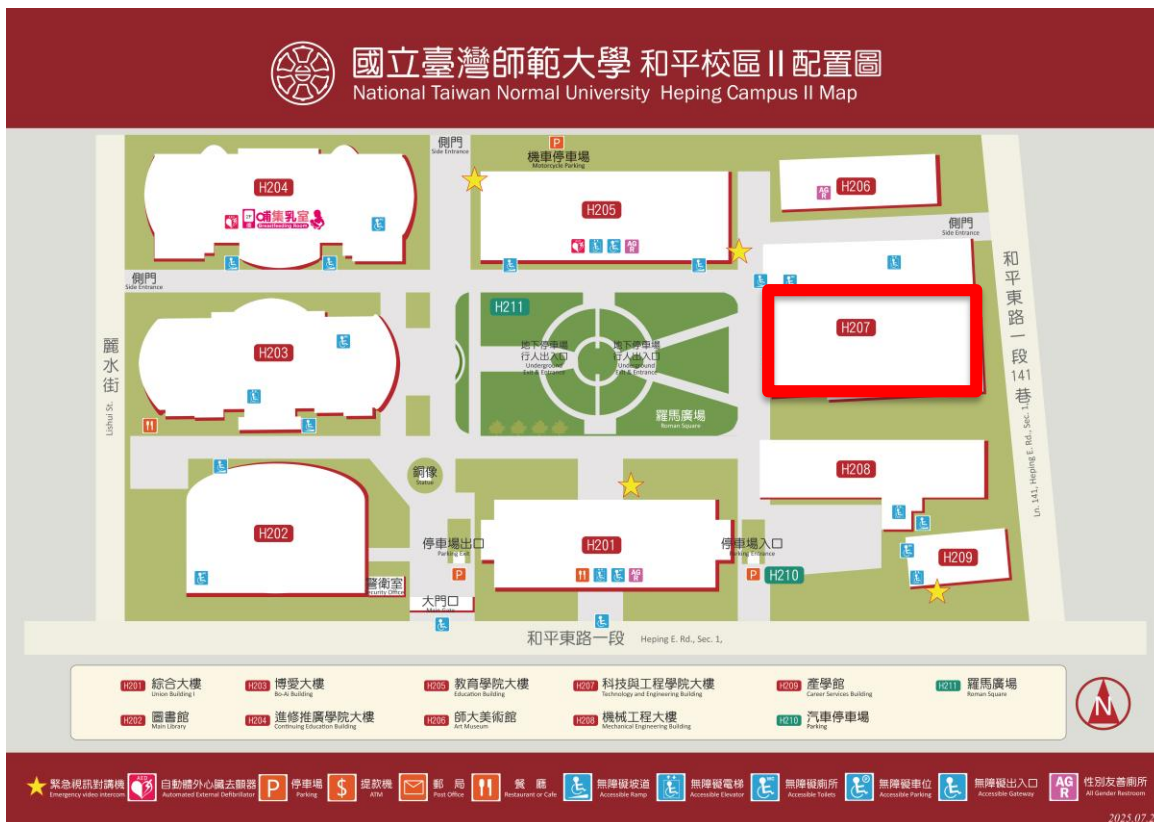 國立臺灣師範大學 和平校區 II 配置圖
National Taiwan Normal University Heping Campus II Map
側門
Side Entrance
P
機車停車場
Motorcycle Parking
H204
哺集乳室
Breastfeeding Room
H205
AG
R
H206
AG
R
側門
Side Entrance
側門
Side Entrance
和平東路一段141巷
Ln. 141, Heping E. Rd., Sec. 1,
麗水街
Lishui St.
H203
H211
地下停車場
行人出入口
Underground
Exit & Entrance
地下停車場
行人出入口
Underground
Exit & Entrance
羅馬廣場
Roman Square
H207
銅像
Statue
H208
H202
警衛室
Security Office
停車場出口
Parking Exit
P
大門口
Main Gate
H201
AG
R
停車場入口
Parking Entrance
P
H210
H209
和平東路一段 Heping E. Rd., Sec. 1,
H201 綜合大樓
Union Building I
H203 博愛大樓
Bo-Ai Building
H205 教育學院大樓
Education Building
H207 科技與工程學院大樓
Technology and Engineering Building
H209 產學館
Career Services Building
H211 羅馬廣場
Roman Square
H202 圖書館
Main Library
H204 進修推廣學院大樓
Continuing Education Building
H206 師大美術館
Art Museum
H208 機械工程大樓
Mechanical Engineering Building
H210 汽車停車場
Parking
N
緊急視訊對講機
Emergency video intercom
AED
自動體外心臟去顫器
Automated External Defibrillator
P
停車場
Parking
$
提款機
ATM
郵局
Post Office
餐廳
Restaurant or Cafe
無障礙坡道
Accessible Ramp
無障礙電梯
Accessible Elevator
無障礙廁所
Accessible Toilets
無障礙車位
Accessible Parking
無障礙出入口
Accessible Gateway
AG
R
性別友善廁所
All Gender Restroom